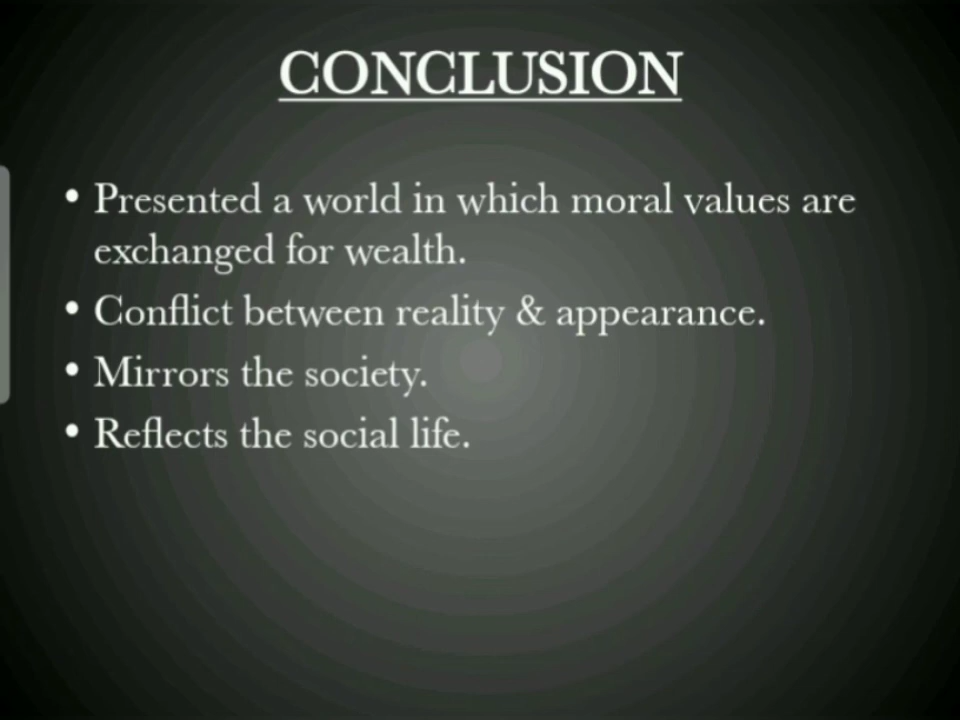 CONCLUSION
• Presented a world in which moral values are
exchanged for wealth.
• Conflict between reality & appearance.
• Mirrors the society.
• Reflects the social life.